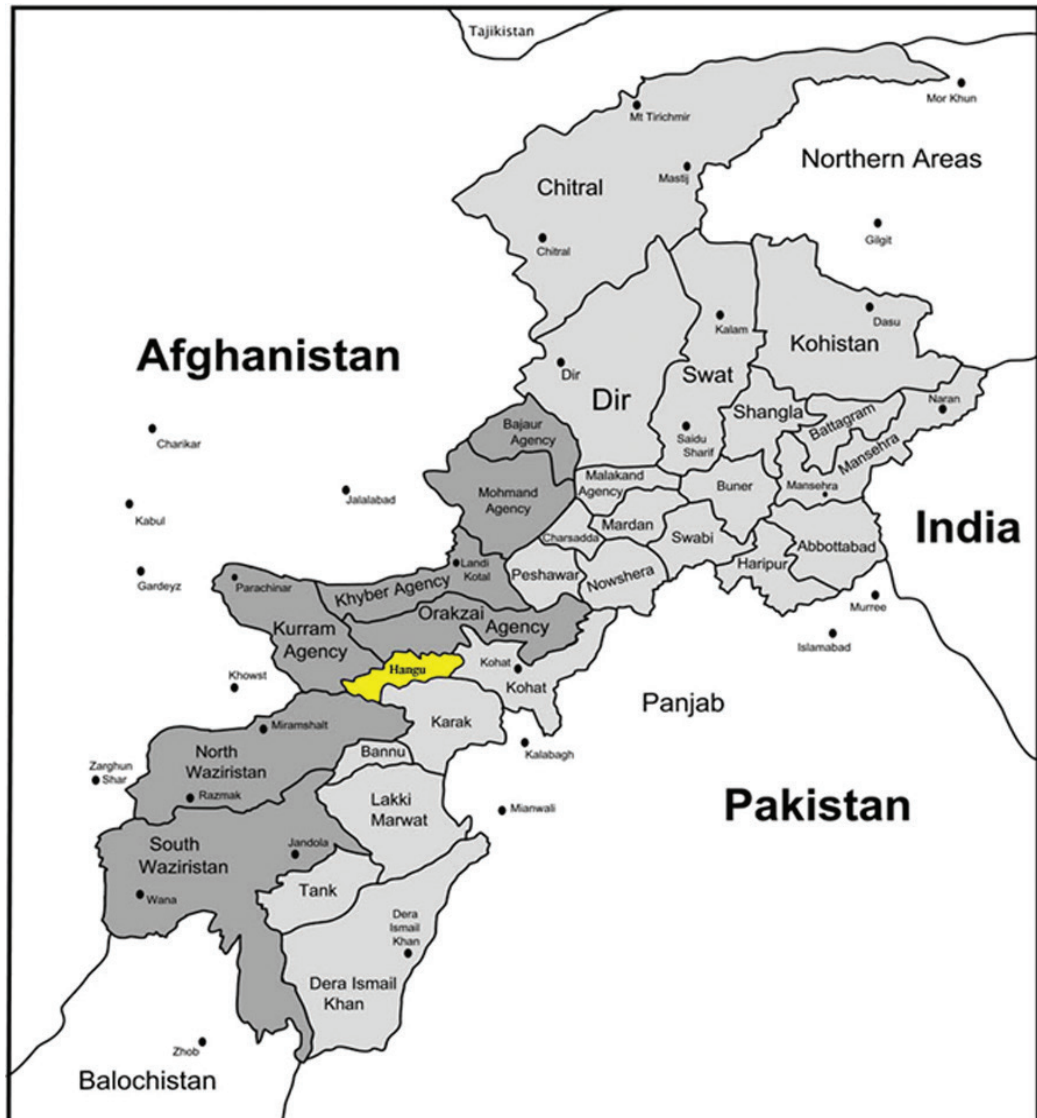 Tajikistan
Mor Khun
Mt Tirichmir
Northern Areas
Mastij
Chitral
Gilgit
Chitral
Dasu
Kalam
Kohistan
Afghanistan
Dir
Swat
Dir
Naran
Shangla
Battagram
Mansehra
Charikar
Bajaur
Agency
Saidu
Sharif
Malakand
Agency
Buner
Mansehra
Jalalabad
Mohmand
Agency
Kabul
Mardan
Charsadda
Swabi
India
Abbottabad
Haripur
Landi
Kotal
Peshawar
Nowshera
Gardeyz
Parachinar
Khyber Agency
Murree
Orakzai
Agency
Kurram
Agency
Islamabad
Hangu
Kohat
Kohat
Khowst
Panjab
Karak
Miramshalt
Kalabagh
Bannu
North
Waziristan
Zarghun
Shar
Razmak
Lakki
Marwat
Mianwali
Pakistan
South
Waziristan
Jandola
Tank
Wana
Dera
Ismail
Khan
Dera Ismail
Khan
Zhob
Balochistan